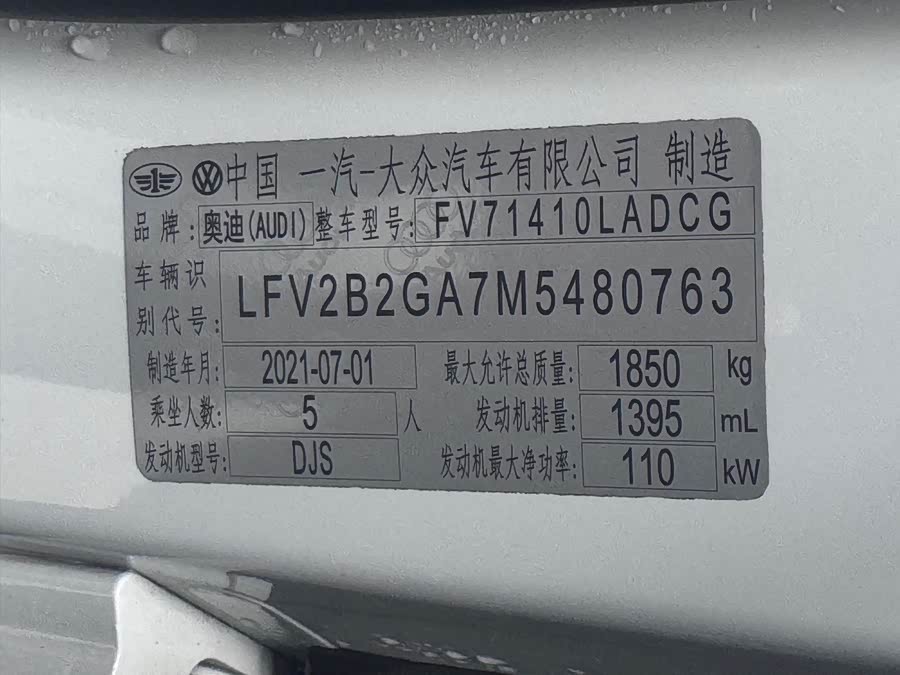 中国 一汽-大众汽车有限公司 制造
品牌: 奥迪(AUDI) 整车型号: FV71410LADCG
车辆识别代号: LFV2B2GA7M5480763
制造年月: 2021-07-01 最大允许总质量: 1850 kg
乘坐人数: 5 人 发动机排量: 1395 mL
发动机型号: DJS 发动机最大净功率: 110 kW